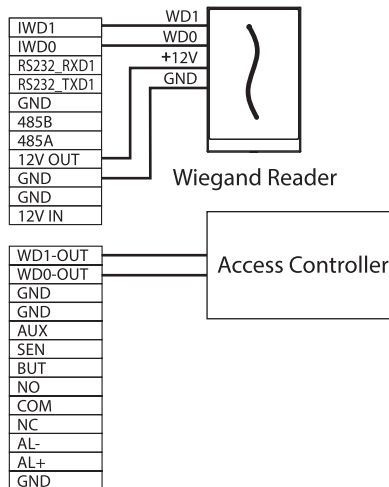 IWD1
IWD0
RS232_RXD1
RS232_TXD1
GND
485B
485A
12V OUT
GND
GND
12V IN
WD1
WD0
+12V
GND
Wiegand Reader
WD1-OUT
WD0-OUT
GND
GND
AUX
SEN
BUT
NO
COM
NC
AL-
AL+
GND
Access Controller